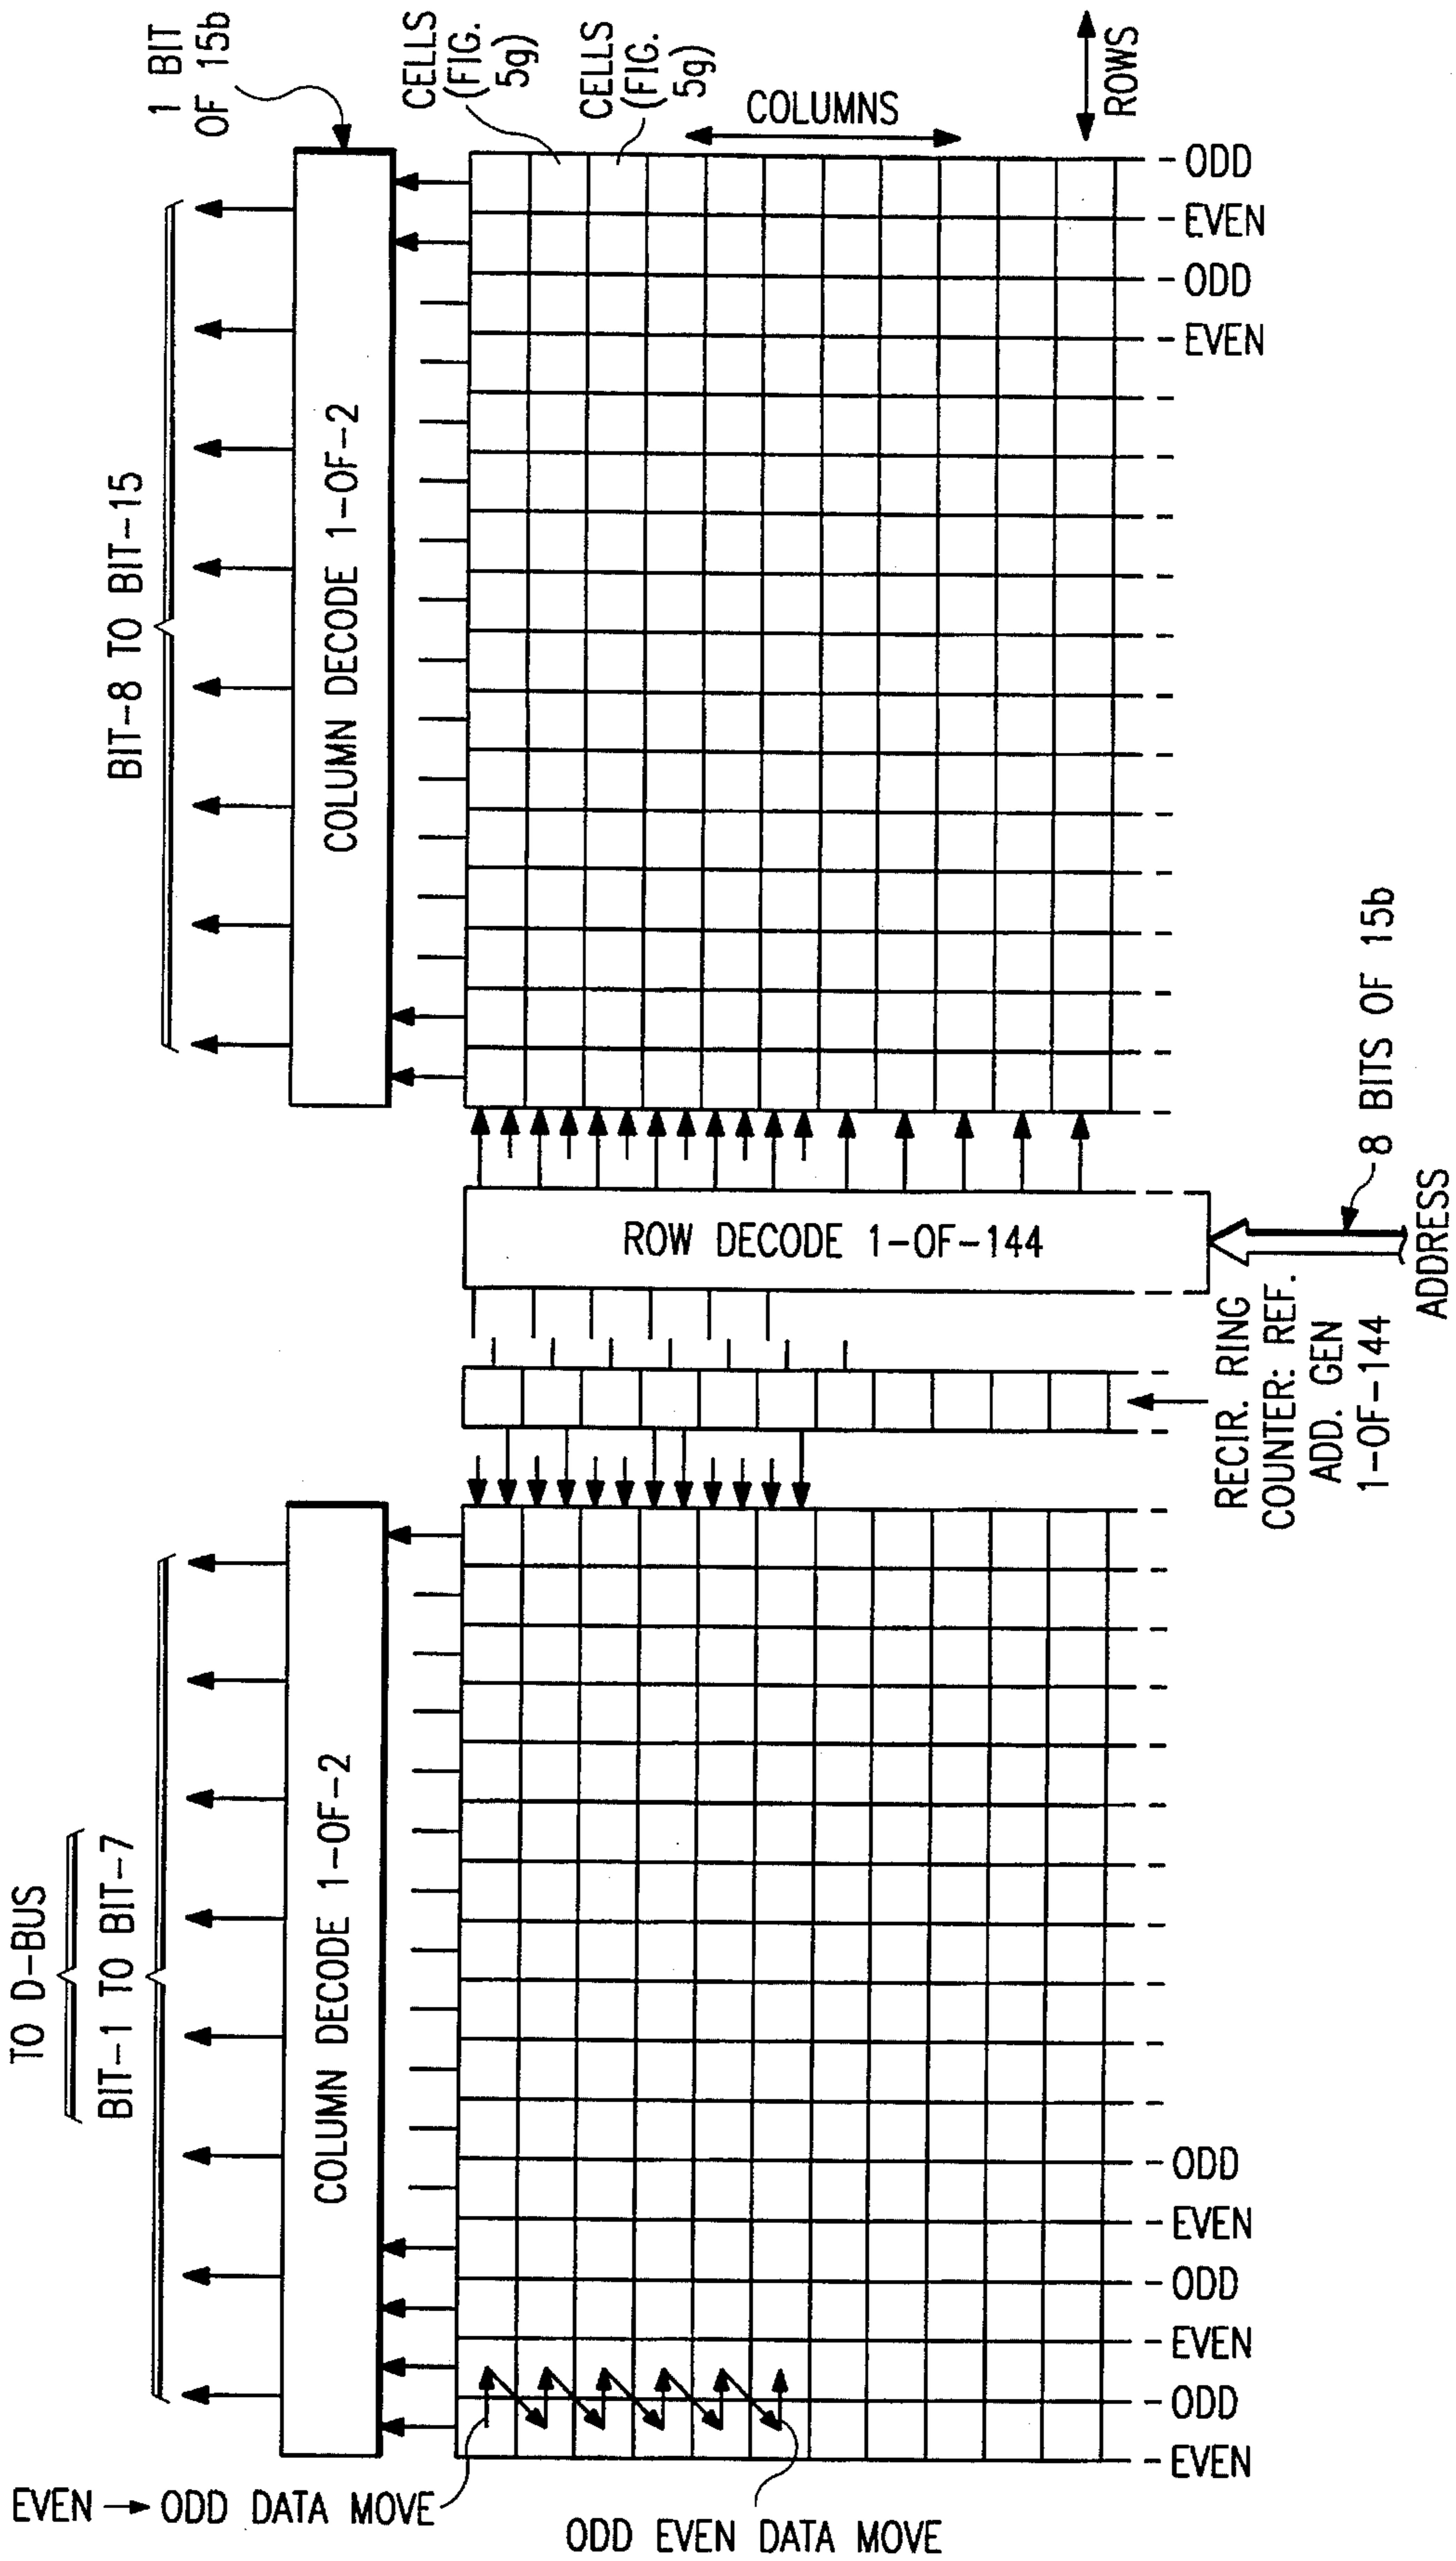 1 BIT
OF 15b
CELLS
(FIG.
5g)
CELLS
(FIG.
5g)
COLUMNS
ROWS
BIT-8 TO BIT-15
COLUMN DECODE 1-OF-2
ODD
EVEN
ODD
EVEN
ROW DECODE 1-OF-144
8 BITS OF 15b
ADDRESS
RECIR. RING
COUNTER: REF.
ADD. GEN
1-OF-144
TO D-BUS
BIT-1 TO BIT-7
COLUMN DECODE 1-OF-2
ODD
EVEN
ODD
EVEN
ODD
EVEN
EVEN → ODD DATA MOVE
ODD EVEN DATA MOVE